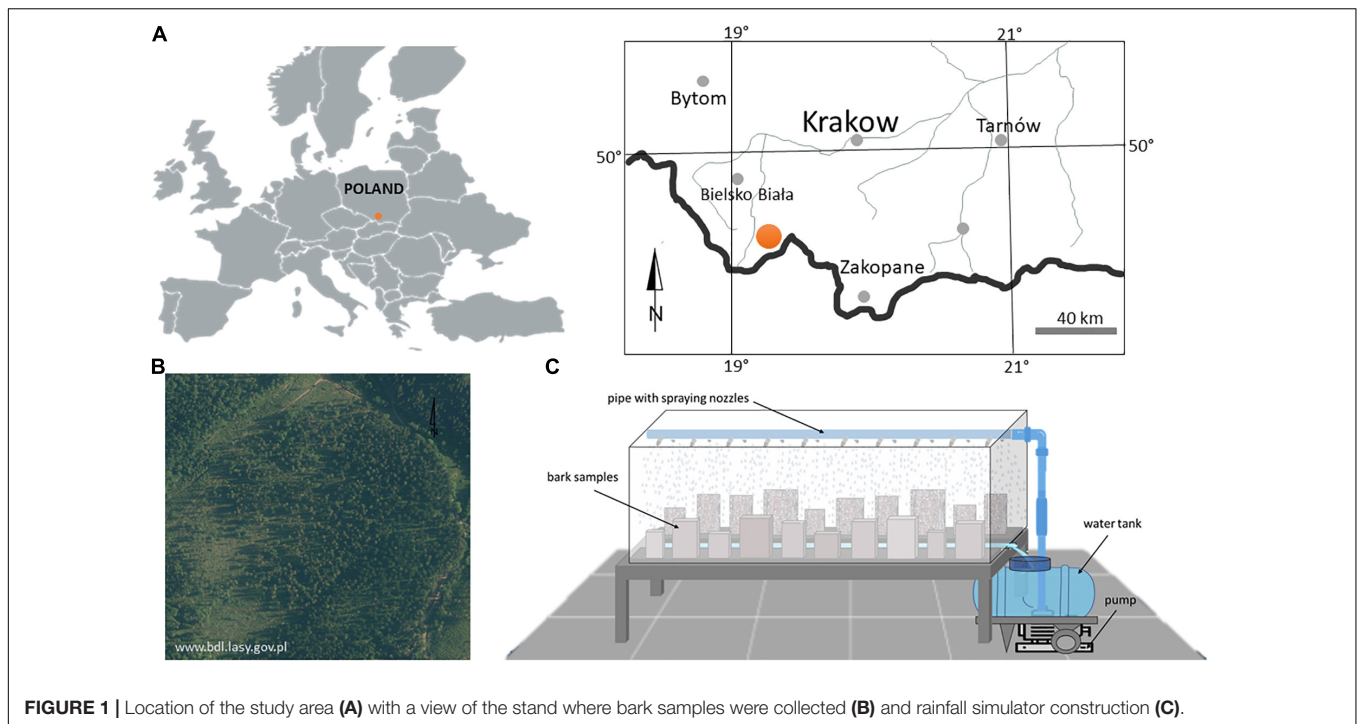 A
POLAND
19°
21°
Bytom
Krakow
Tarnów
50°
50°
Bielsko Biała
Zakopane
N
40 km
19°
21°
B
N
www.bdl.lasy.gov.pl
C
pipe with spraying nozzles
bark samples
water tank
pump
FIGURE 1 | Location of the study area (A) with a view of the stand where bark samples were collected (B) and rainfall simulator construction (C).